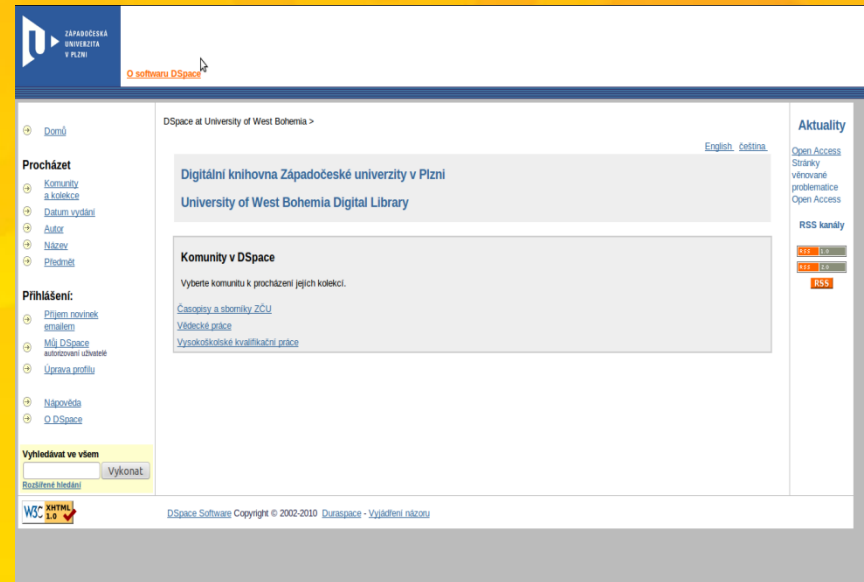 ZÁPADOČESKÁ
UNIVERZITA
V PLZNI
O softwaru DSpace
Domů
Procházet
Komunity
a kolekce
Datum vydání
Autor
Název
Předmět
Přihlášení:
Příjem novinek
emailem
Můj DSpace
autorizovaní uživatelé
Úprava profilu
Nápověda
O DSpace
Vyhledávat ve všem
Vykonat
Rozšířené hledání
DSpace at University of West Bohemia >
English čeština
Digitální knihovna Západočeské univerzity v Plzni
University of West Bohemia Digital Library
Komunity v DSpace
Vyberte komunitu k procházení jejích kolekcí.
Časopisy a sborníky ZČU
Vědecké práce
Vysokoškolské kvalifikační práce
Aktuality
Open Access
Stránky
věnované
problematice
Open Access
RSS kanály
RSS 1.0
RSS 2.0
RSS
W3C XHTML 1.0
DSpace Software Copyright © 2002-2010 Duraspace - Vyjádření názoru